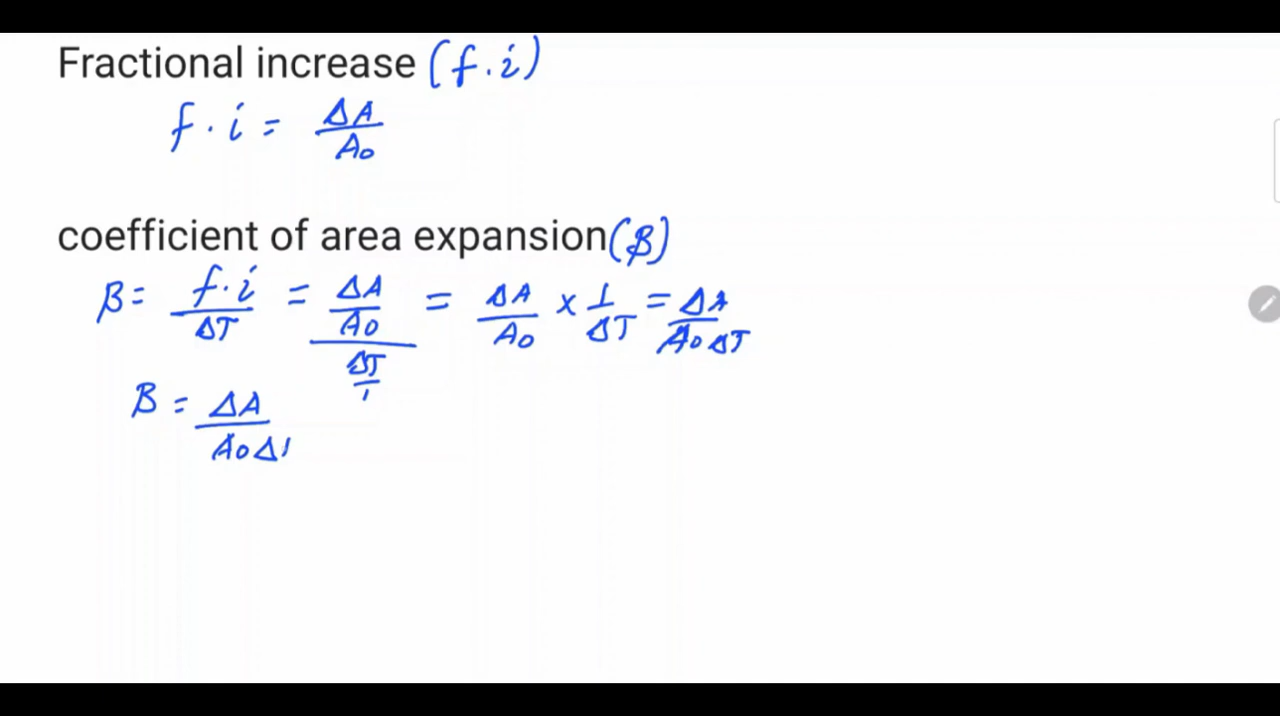 Fractional increase (f.i)
f.i = ΔA/A₀
coefficient of area expansion (β)
β = f.i/ΔT = (ΔA/A₀)/(ΔT/1) = ΔA/A₀ × 1/ΔT = ΔA/A₀ΔT
β = ΔA/A₀Δ